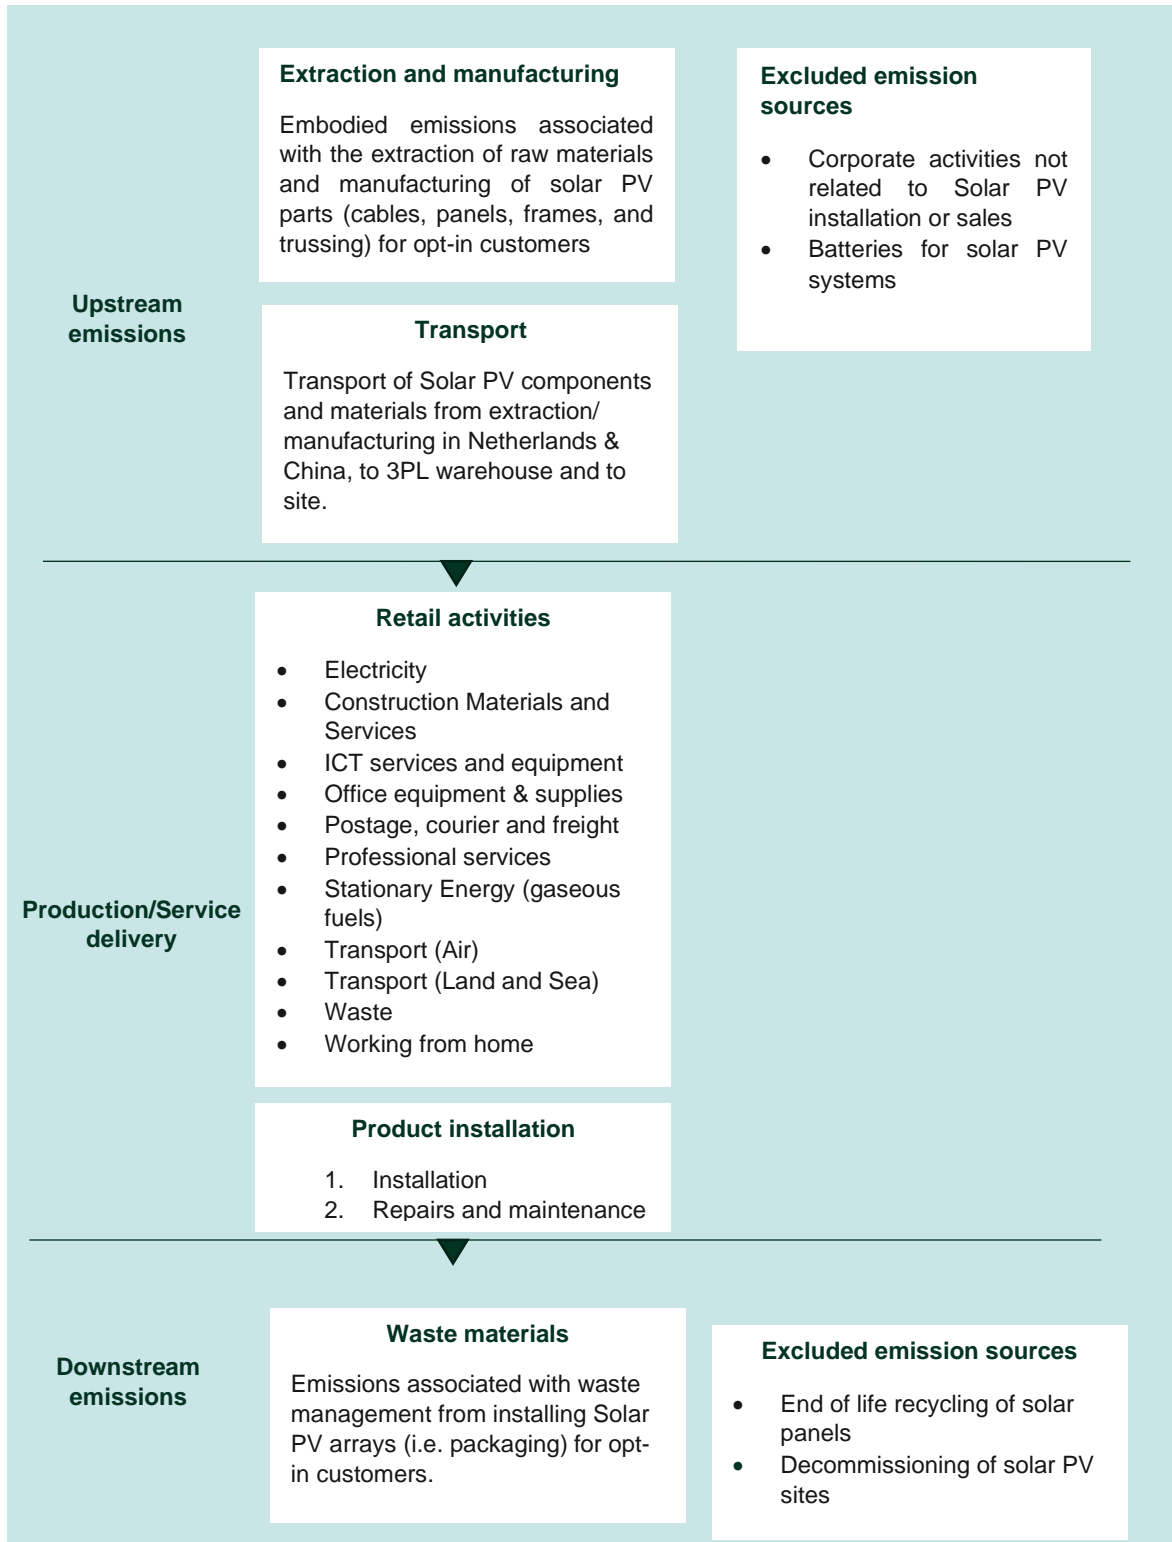 Extraction and manufacturing
Embodied emissions associated
with the extraction of raw materials
and manufacturing of solar PV
parts (cables, panels, frames, and
trussing) for opt-in customers
Excluded emission
sources
• Corporate activities not
related to Solar PV
installation or sales
• Batteries for solar PV
systems
Upstream
emissions
Transport
Transport of Solar PV components
and materials from extraction/
manufacturing in Netherlands &
China, to 3PL warehouse and to
site.
Retail activities
• Electricity
• Construction Materials and
Services
• ICT services and equipment
• Office equipment & supplies
• Postage, courier and freight
• Professional services
• Stationary Energy (gaseous
fuels)
• Transport (Air)
• Transport (Land and Sea)
• Waste
• Working from home
Production/Service
delivery
Product installation
1. Installation
2. Repairs and maintenance
Downstream
emissions
Waste materials
Emissions associated with waste
management from installing Solar
PV arrays (i.e. packaging) for opt-
in customers.
Excluded emission sources
• End of life recycling of solar
panels
• Decommissioning of solar PV
sites